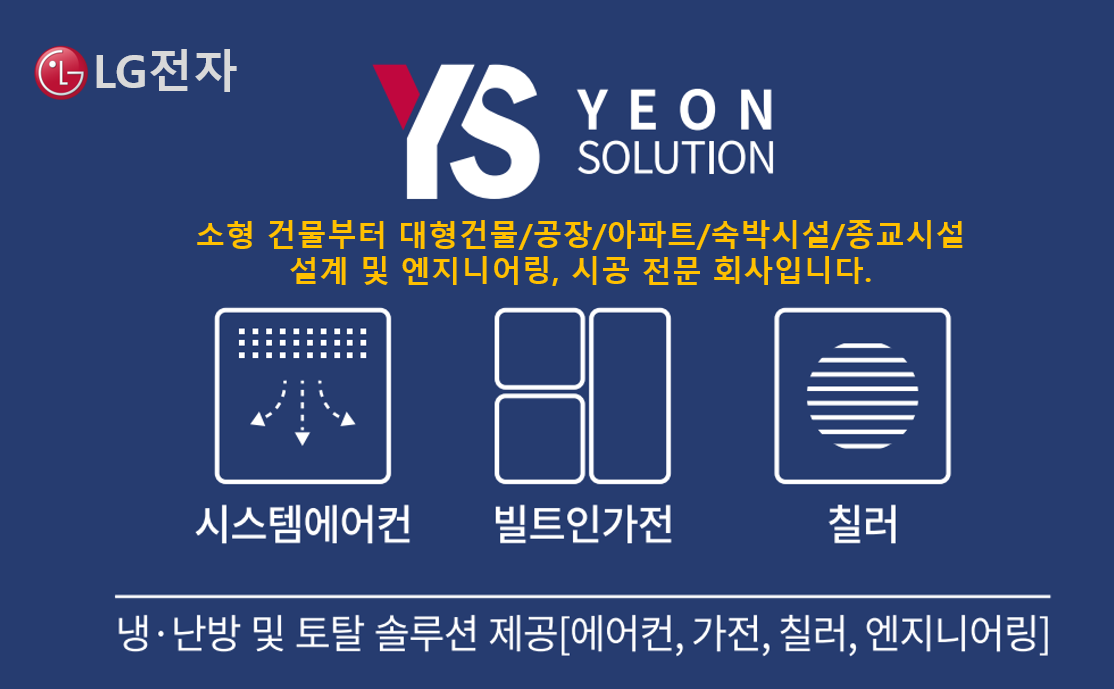 LG전자
YS
YEON
SOLUTION
소형 건물부터 대형건물/공장/아파트/숙박시설/종교시설
설계 및 엔지니어링, 시공 전문 회사입니다.
시스템에어컨
빌트인가전
칠러
냉·난방 및 토탈 솔루션 제공[에어컨, 가전, 칠러, 엔지니어링]